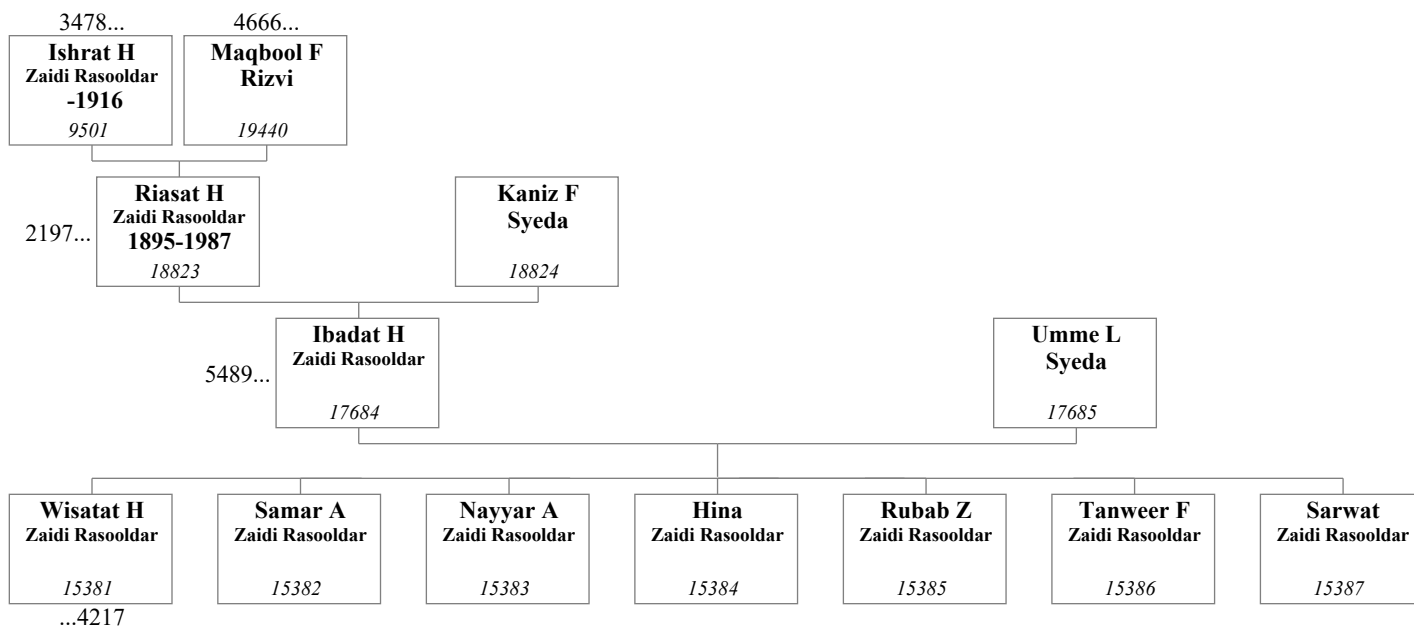 3478...
4666...
Ishrat H
Zaidi Rasooldar
-1916
9501
Maqbool F
Rizvi
19440
2197...
Riasat H
Zaidi Rasooldar
1895-1987
18823
Kaniz F
Syeda
18824
5489...
Ibadat H
Zaidi Rasooldar
17684
Umme L
Syeda
17685
Wisatat H
Zaidi Rasooldar
15381
Samar A
Zaidi Rasooldar
15382
Nayyar A
Zaidi Rasooldar
15383
Hina
Zaidi Rasooldar
15384
Rubab Z
Zaidi Rasooldar
15385
Tanweer F
Zaidi Rasooldar
15386
Sarwat
Zaidi Rasooldar
15387
...4217